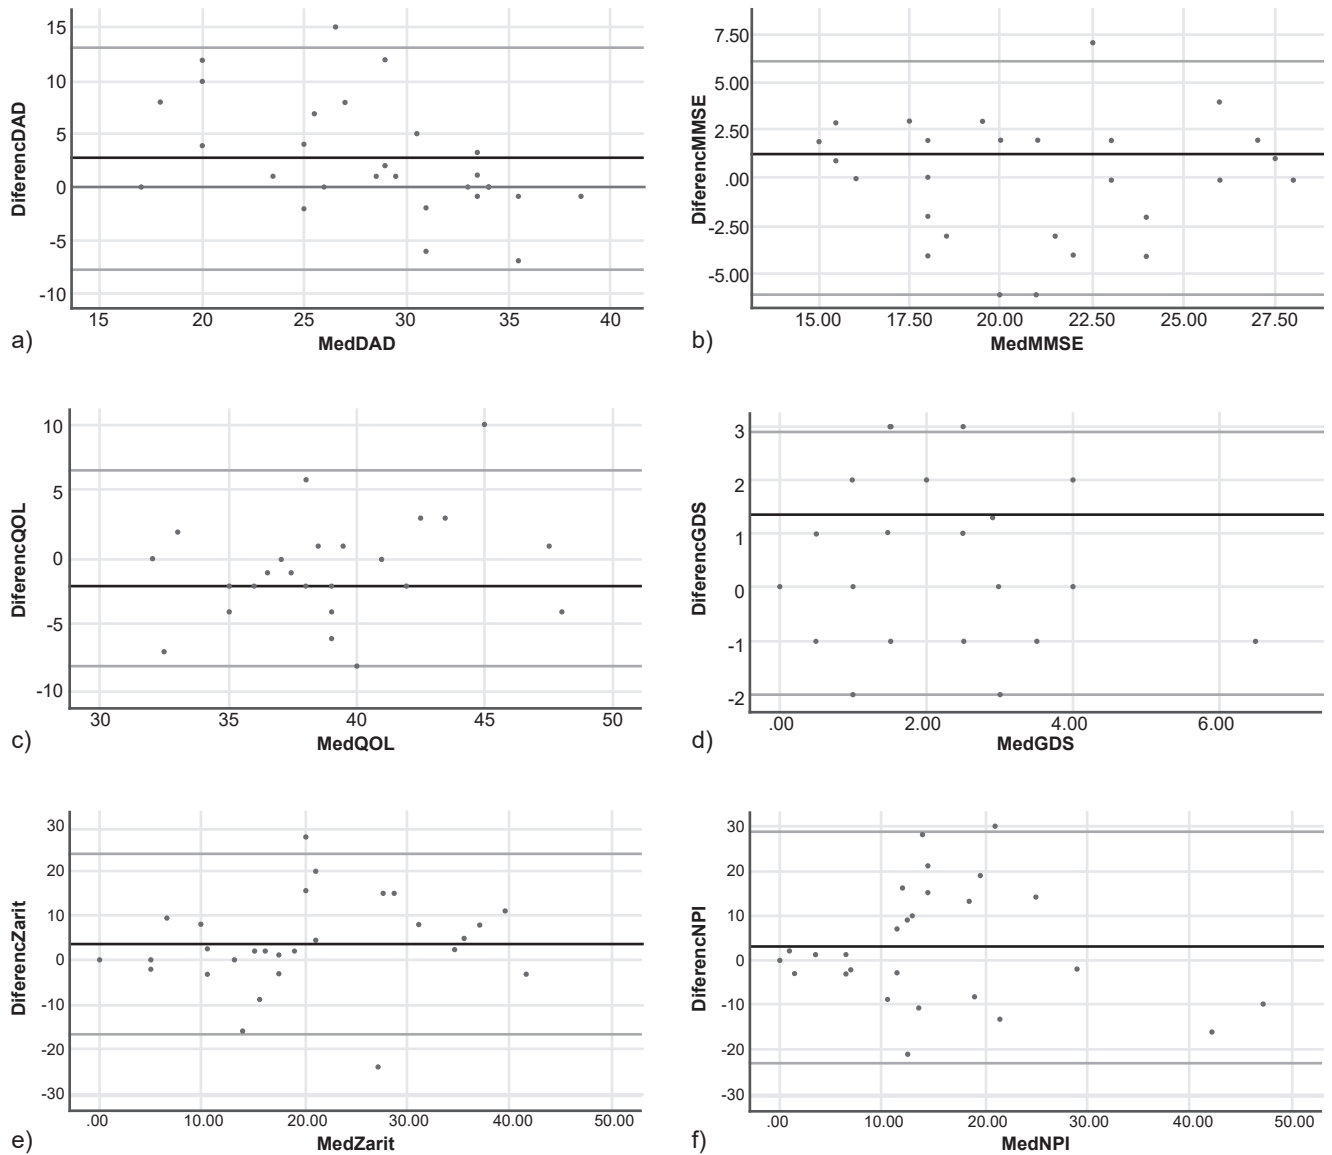 15
10
5
0
-5
-10
DiferencDAD
15 20 25 30 35 40
MedDAD
a)
7.50
5.00
2.50
.00
-2.50
-5.00
DiferencMMSE
15.00 17.50 20.00 22.50 25.00 27.50
MedMMSE
b)
10
5
0
-5
-10
DiferencQOL
30 35 40 45 50
MedQOL
c)
3
2
1
0
-1
-2
DiferencGDS
.00 2.00 4.00 6.00
MedGDS
d)
30
20
10
0
-10
-20
-30
DiferencZarit
.00 10.00 20.00 30.00 40.00 50.00
MedZarit
e)
30
20
10
0
-10
-20
-30
DiferencNPI
.00 10.00 20.00 30.00 40.00 50.00
MedNPI
f)